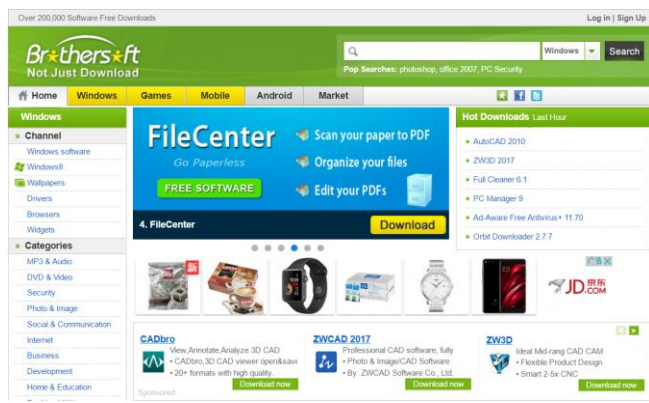 Over 200,000 Software Free Downloads
Log in | Sign Up
Brothersoft
Not Just Download
Windows
Search
Pop Searches: photoshop, office 2007, PC Security
Home
Windows
Games
Mobile
Android
Market
Windows
Channel
Windows software
Windows8
Wallpapers
Drivers
Browsers
Widgets
Categories
MP3 & Audio
DVD & Video
Security
Photo & Image
Social & Communication
Internet
Business
Development
Home & Education
FileCenter
Go Paperless
FREE SOFTWARE
Scan your paper to PDF
Organize your files
Edit your PDFs
4. FileCenter
Download
Hot Downloads Last Hour
AutoCAD 2010
ZW3D 2017
Full Cleaner 6.1
PC Manager 9
Ad-Aware Free Antivirus+ 11.70
Orbit Downloader 2.7.7
新
广告
JD京东
.COM
CADbro
View,Annotate,Analyze 3D CAD
• CADbro,3D CAD viewer open&save
• 20+ formats with high quality.
Download now
Sponsored
ZWCAD 2017
Professional CAD software, fully
• Photo & Image/CAD Software
• By: ZWCAD Software Co., Ltd.
Download now
ZW3D
Ideal Mid-rang CAD CAM
• Flexible Product Design
• Smart 2-5x CNC
Download now